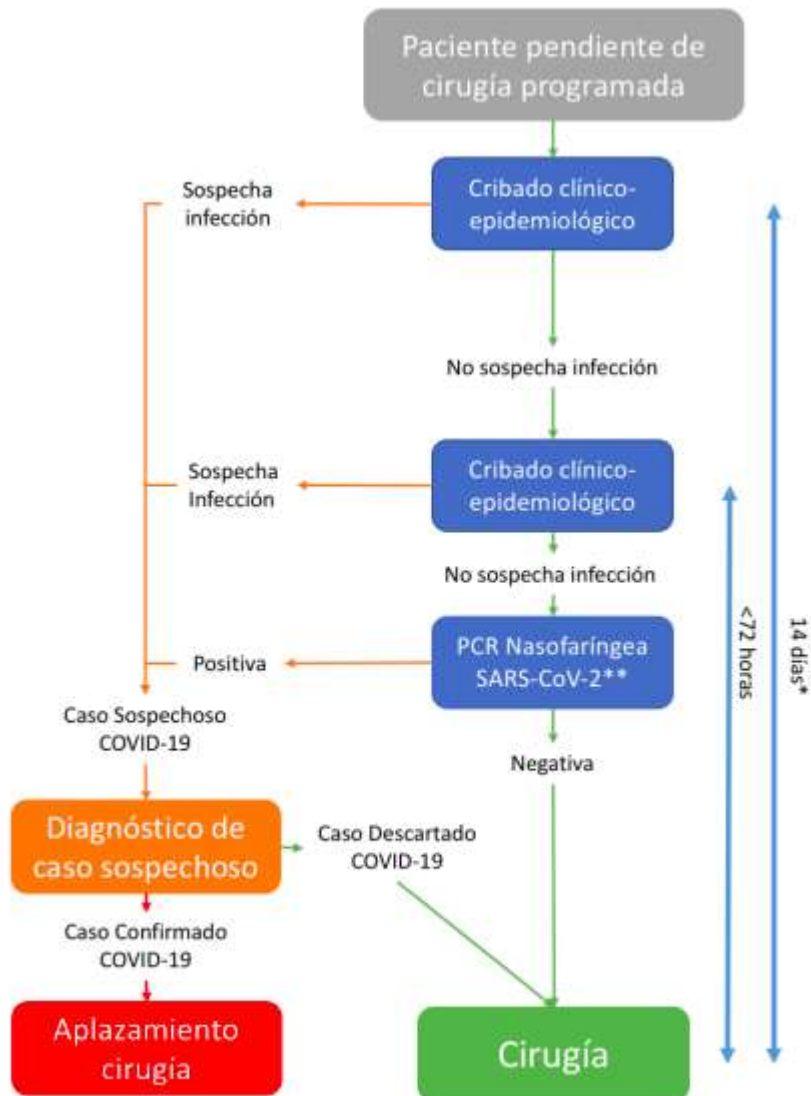 Paciente pendiente de
cirugía programada
Cribado clínico-
epidemiológico
Sospecha
infección
No sospecha infección
Cribado clínico-
epidemiológico
Sospecha
Infección
No sospecha infección
PCR Nasofaríngea
SARS-CoV-2**
Positiva
Caso Sospechoso
COVID-19
Negativa
Diagnóstico de
caso sospechoso
Caso Descartado
COVID-19
Caso Confirmado
COVID-19
Aplazamiento
cirugía
Cirugía
<72 horas
14 días*